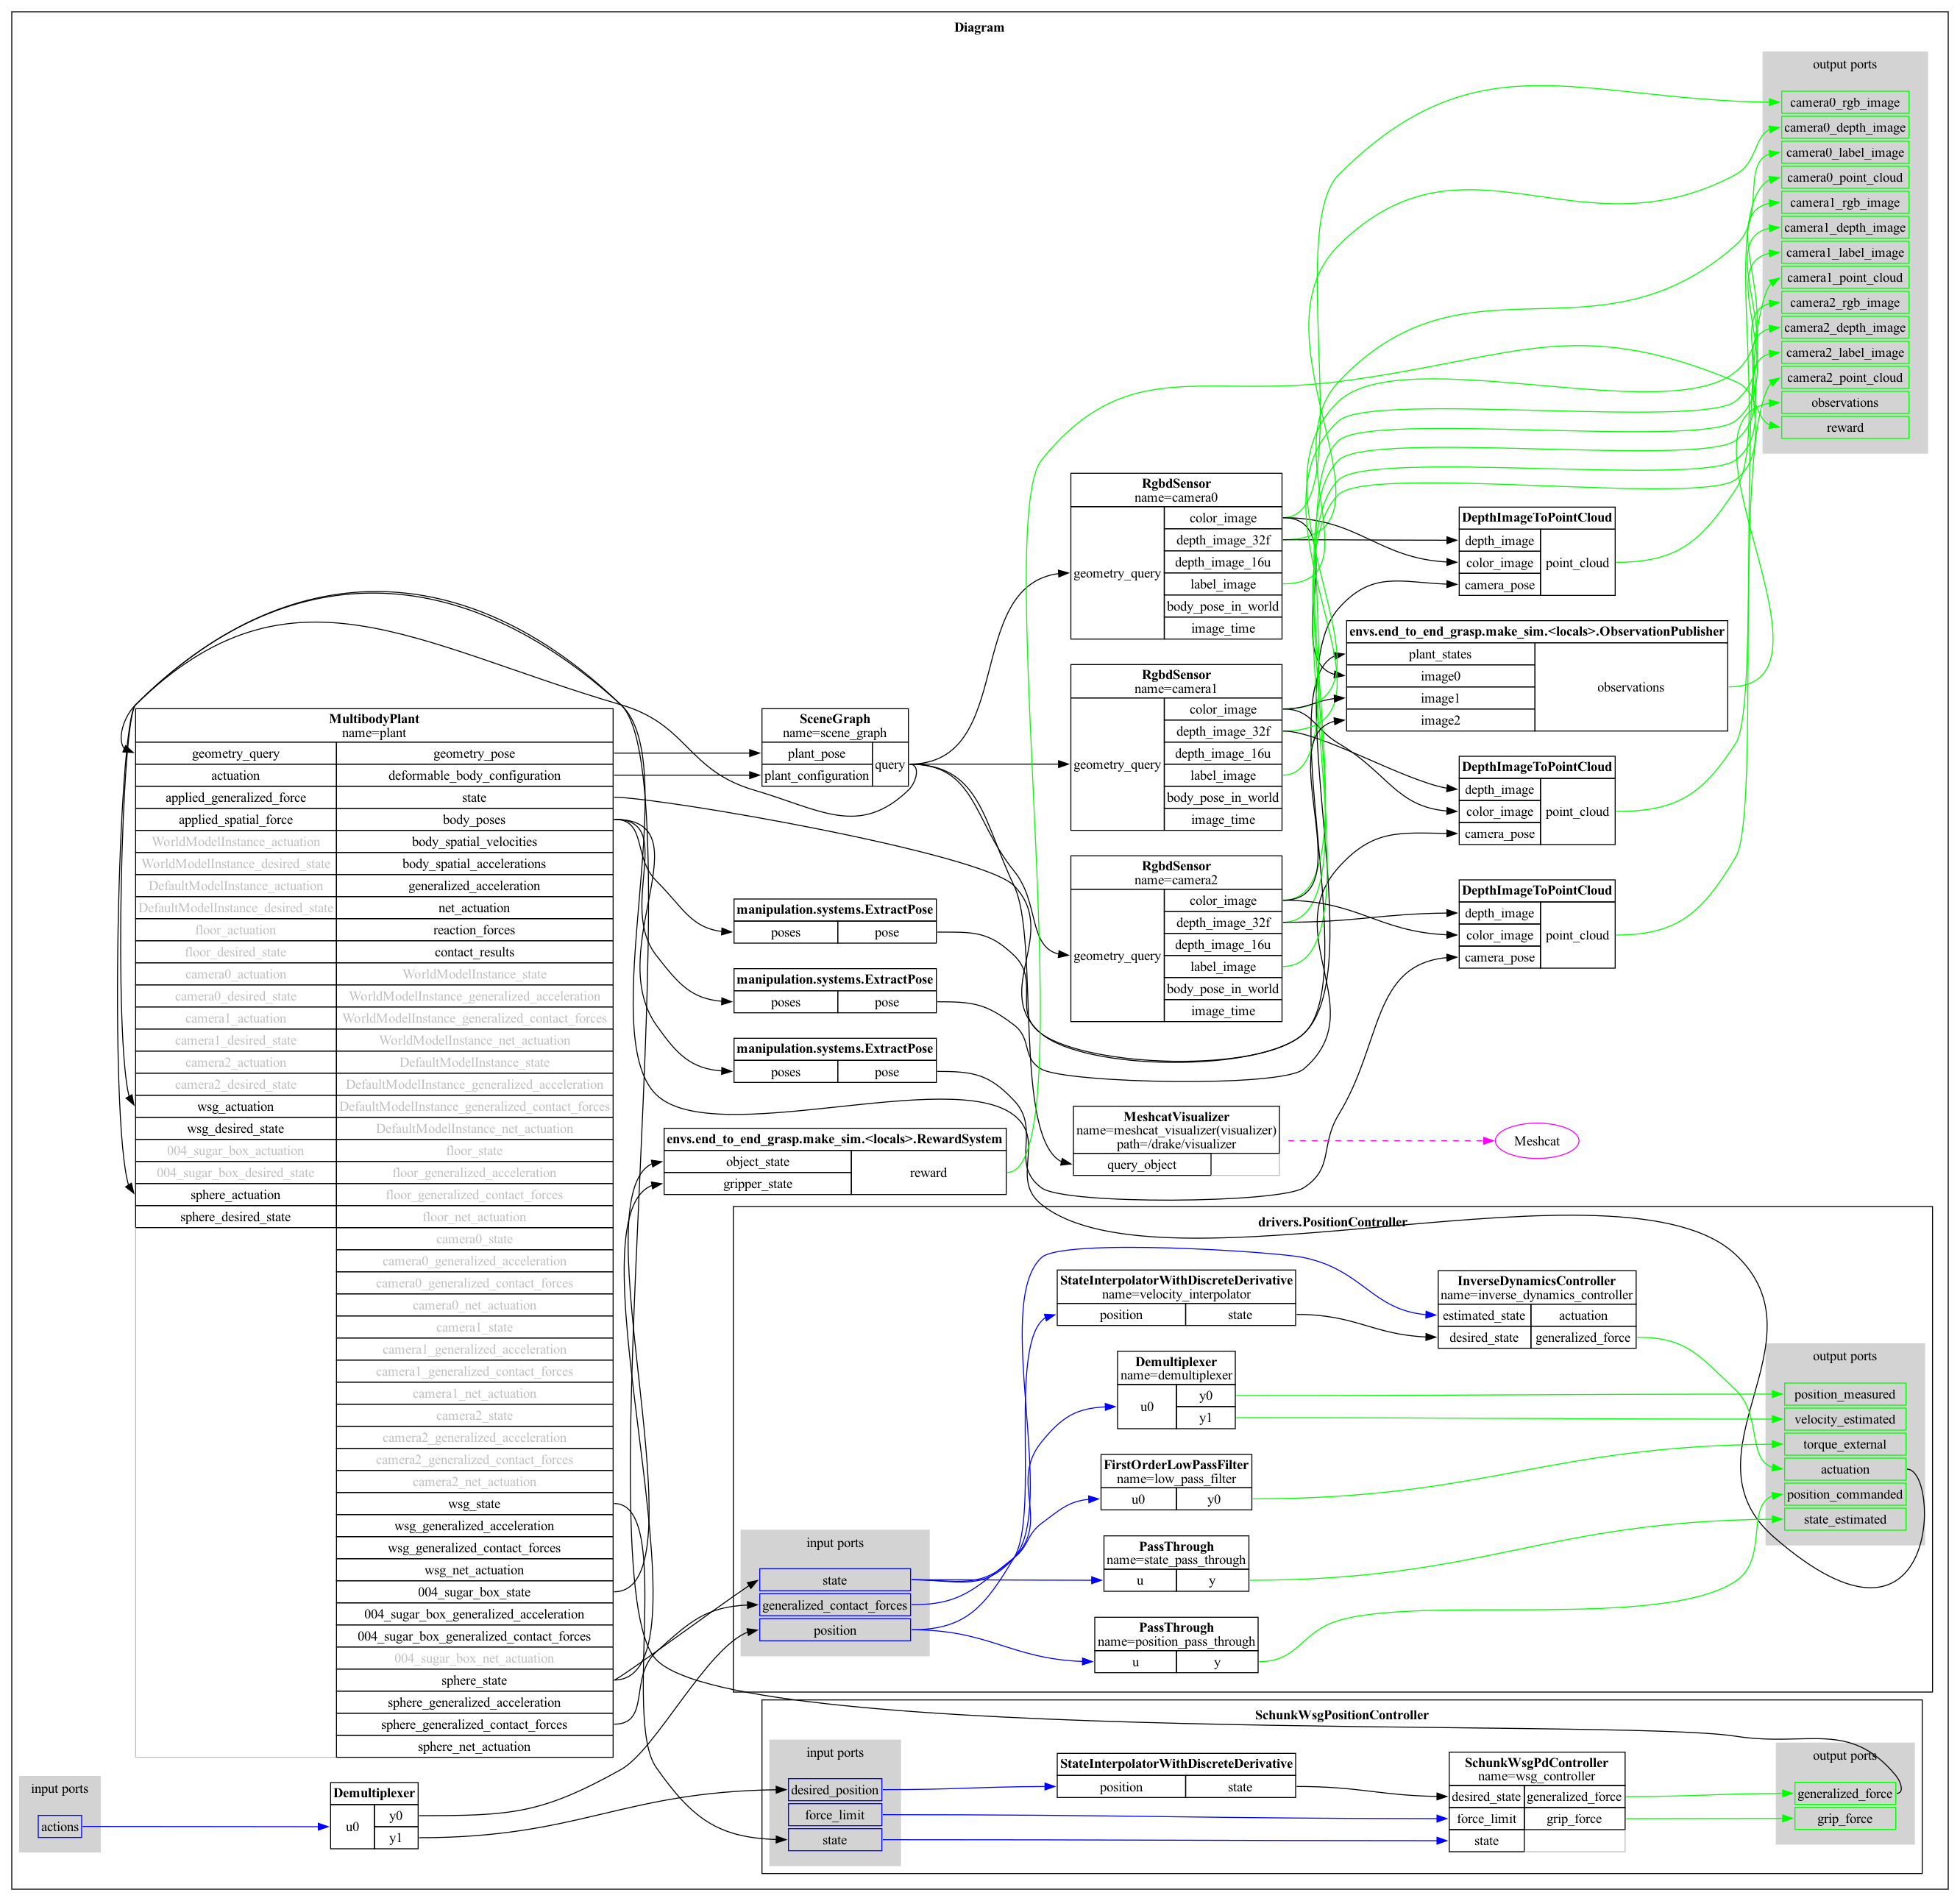 Diagram
output ports
camera0_rgb_image
camera0_depth_image
camera0_label_image
camera0_point_cloud
camera1_rgb_image
camera1_depth_image
camera1_label_image
camera1_point_cloud
camera2_rgb_image
camera2_depth_image
camera2_label_image
camera2_point_cloud
observations
reward
RgbdSensor
name=camera0
geometry_query
color_image
depth_image_32f
depth_image_16u
label_image
body_pose_in_world
image_time
DepthImageToPointCloud
depth_image
color_image
camera_pose
point_cloud
envs.end_to_end_grasp.make_sim.<locals>.ObservationPublisher
plant_states
image0
image1
image2
observations
RgbdSensor
name=camera1
geometry_query
color_image
depth_image_32f
depth_image_16u
label_image
body_pose_in_world
image_time
DepthImageToPointCloud
depth_image
color_image
camera_pose
point_cloud
RgbdSensor
name=camera2
geometry_query
color_image
depth_image_32f
depth_image_16u
label_image
body_pose_in_world
image_time
DepthImageToPointCloud
depth_image
color_image
camera_pose
point_cloud
MultibodyPlant
name=plant
geometry_query
actuation
applied_generalized_force
applied_spatial_force
WorldModelInstance_actuation
WorldModelInstance_desired_state
DefaultModelInstance_actuation
DefaultModelInstance_desired_state
floor_actuation
floor_desired_state
camera0_actuation
camera0_desired_state
camera1_actuation
camera1_desired_state
camera2_actuation
camera2_desired_state
wsg_actuation
wsg_desired_state
004_sugar_box_actuation
004_sugar_box_desired_state
sphere_actuation
sphere_desired_state
geometry_pose
deformable_body_configuration
state
body_poses
body_spatial_velocities
body_spatial_accelerations
generalized_acceleration
net_actuation
reaction_forces
contact_results
WorldModelInstance_state
WorldModelInstance_generalized_acceleration
WorldModelInstance_generalized_contact_forces
WorldModelInstance_net_actuation
DefaultModelInstance_state
DefaultModelInstance_generalized_acceleration
DefaultModelInstance_generalized_contact_forces
DefaultModelInstance_net_actuation
floor_state
floor_generalized_acceleration
floor_generalized_contact_forces
floor_net_actuation
camera0_state
camera0_generalized_acceleration
camera0_generalized_contact_forces
camera0_net_actuation
camera1_state
camera1_generalized_acceleration
camera1_generalized_contact_forces
camera1_net_actuation
camera2_state
camera2_generalized_acceleration
camera2_generalized_contact_forces
camera2_net_actuation
wsg_state
wsg_generalized_acceleration
wsg_generalized_contact_forces
wsg_net_actuation
004_sugar_box_state
004_sugar_box_generalized_acceleration
004_sugar_box_generalized_contact_forces
004_sugar_box_net_actuation
sphere_state
sphere_generalized_acceleration
sphere_generalized_contact_forces
sphere_net_actuation
SceneGraph
name=scene_graph
plant_pose
plant_configuration
query
manipulation.systems.ExtractPose
poses pose
manipulation.systems.ExtractPose
poses pose
manipulation.systems.ExtractPose
poses pose
envs.end_to_end_grasp.make_sim.<locals>.RewardSystem
object_state
gripper_state
reward
MeshcatVisualizer
name=meshcat_visualizer(visualizer)
path=/drake/visualizer
query_object
Meshcat
drivers.PositionController
input ports
state
generalized_contact_forces
position
StateInterpolatorWithDiscreteDerivative
name=velocity_interpolator
position state
InverseDynamicsController
name=inverse_dynamics_controller
estimated_state actuation
desired_state generalized_force
Demultiplexer
name=demultiplexer
u0
y0
y1
FirstOrderLowPassFilter
name=low_pass_filter
u0 y0
PassThrough
name=state_pass_through
u y
PassThrough
name=position_pass_through
u y
output ports
position_measured
velocity_estimated
torque_external
actuation
position_commanded
state_estimated
SchunkWsgPositionController
input ports
desired_position
force_limit
state
StateInterpolatorWithDiscreteDerivative
position state
SchunkWsgPdController
name=wsg_controller
desired_state generalized_force
force_limit grip_force
state
output ports
generalized_force
grip_force
input ports
actions
Demultiplexer
u0
y0
y1